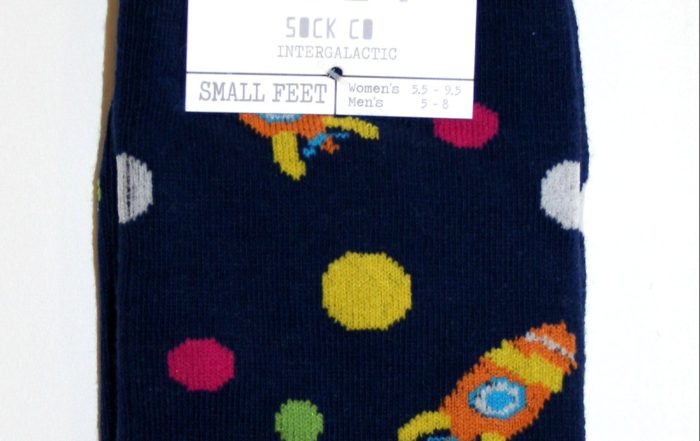 SOCK CO
INTERGALACTIC
SMALL FEET
Women's 5.5 - 9.5
Men's 5 - 8